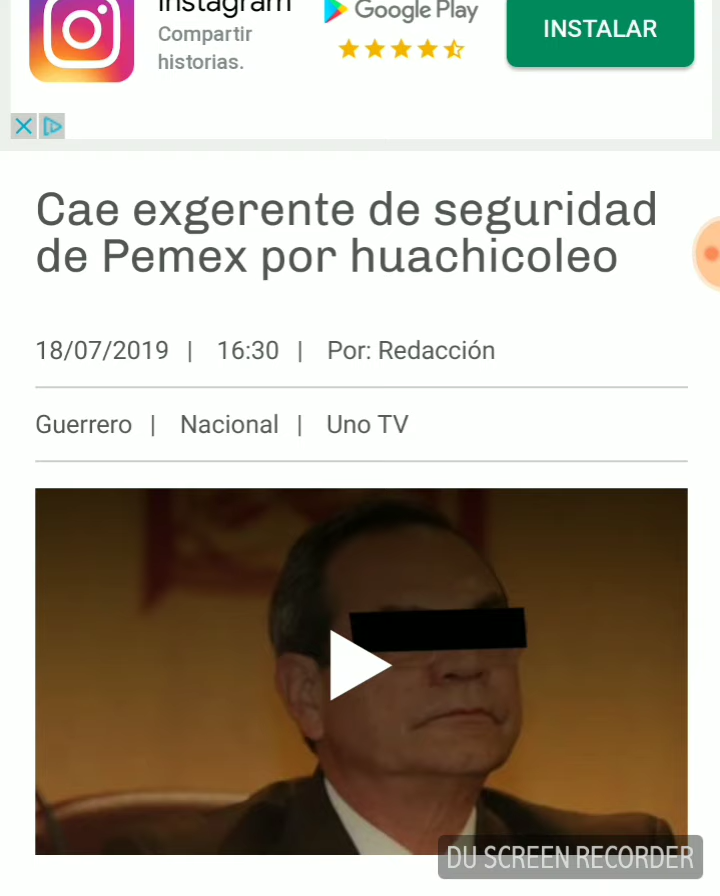 Instagram
Google Play
Compartir
historias.
INSTALAR
Cae exgerente de seguridad
de Pemex por huachicoleo
18/07/2019 | 16:30 | Por: Redacción
Guerrero | Nacional | Uno TV
DU SCREEN RECORDER